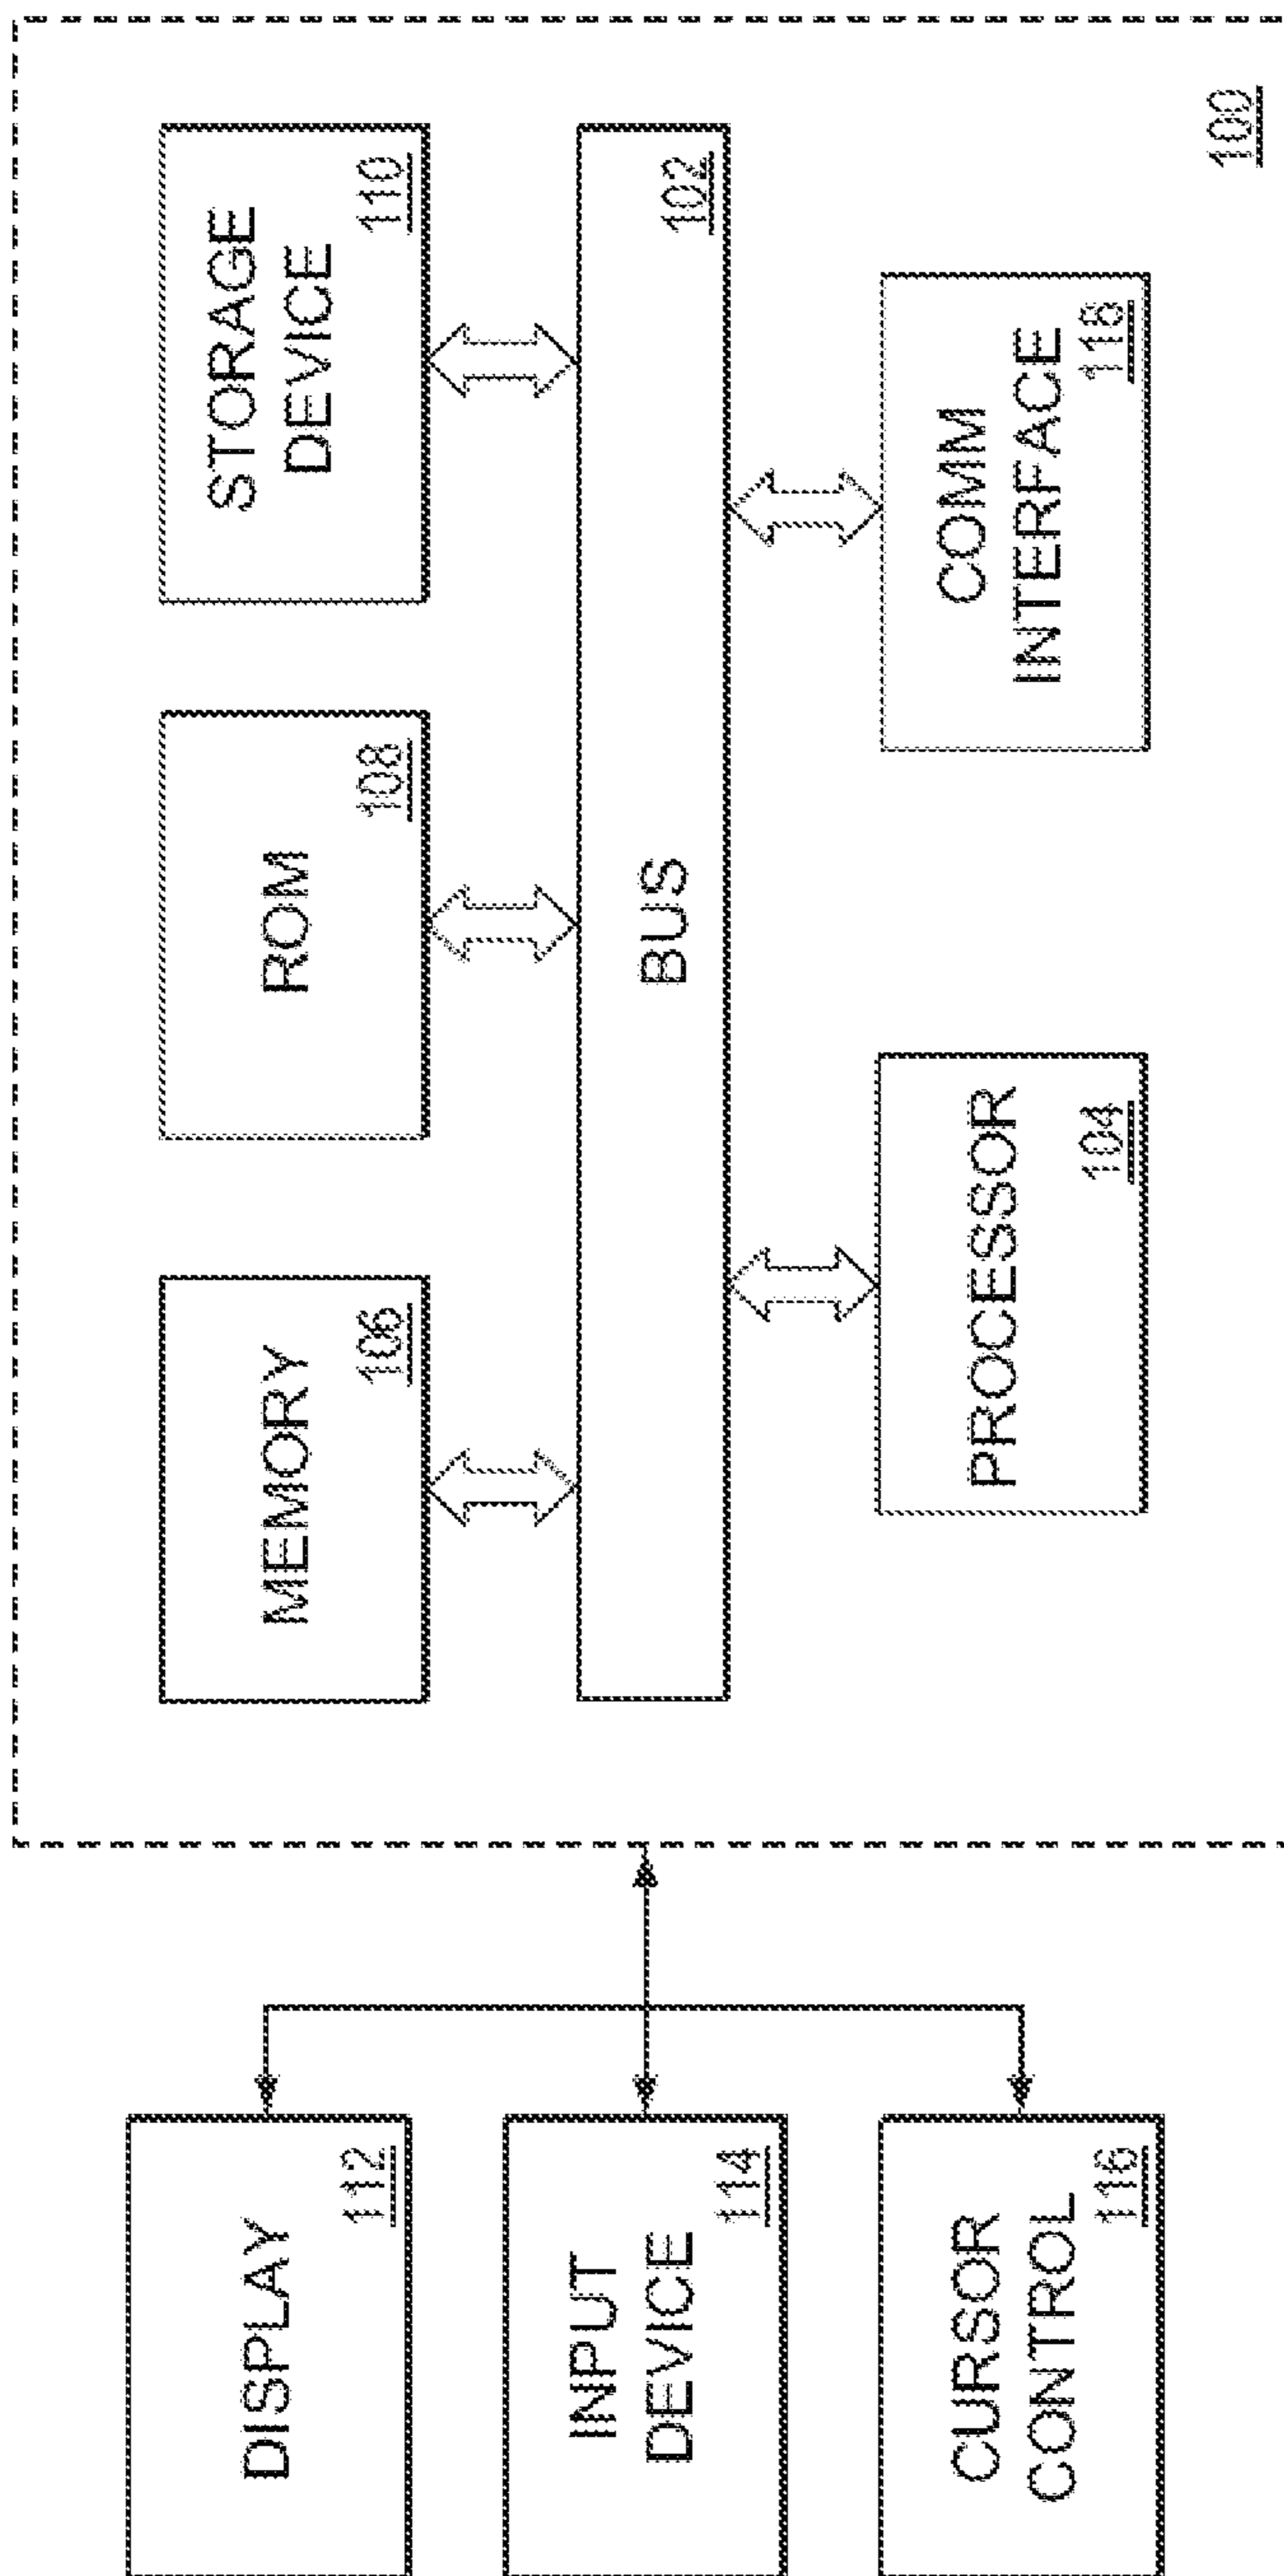 DISPLAY
112
INPUT
DEVICE
114
CURSOR
CONTROL
116
MEMORY
106
ROM
108
STORAGE
DEVICE
110
BUS
102
PROCESSOR
104
COMM
INTERFACE
118
100